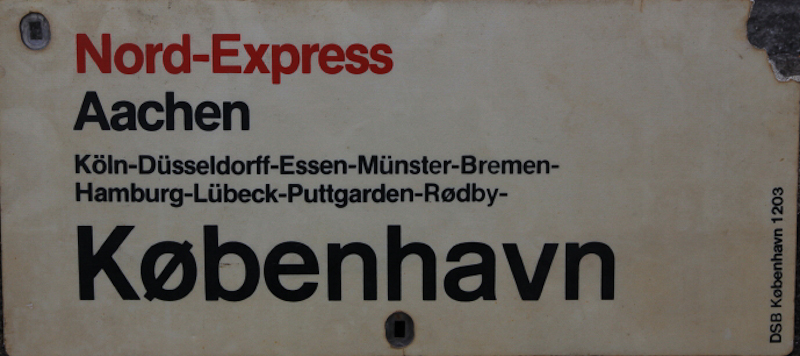 Nord-Express
Aachen
Köln-Düsseldorff-Essen-Münster-Bremen-
Hamburg-Lübeck-Puttgarden-Rødby-
København
DSB København 1203